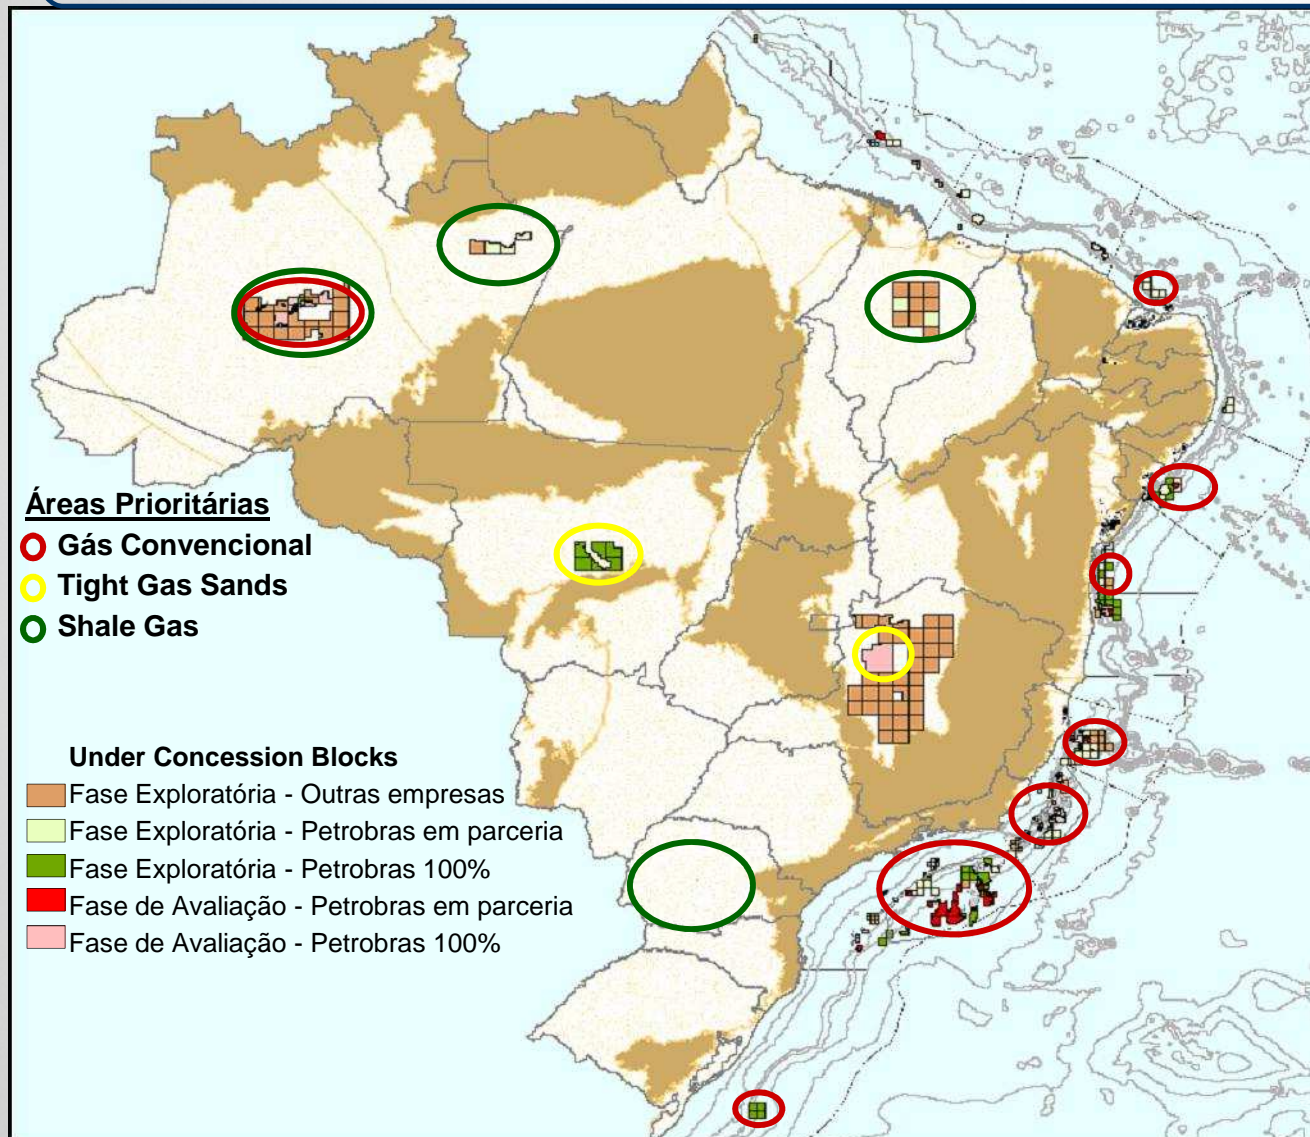 Áreas Prioritárias
Gás Convencional
Tight Gas Sands
Shale Gas
Under Concession Blocks
Fase Exploratória - Outras empresas
Fase Exploratória - Petrobras em parceria
Fase Exploratória - Petrobras 100%
Fase de Avaliação - Petrobras em parceria
Fase de Avaliação - Petrobras 100%